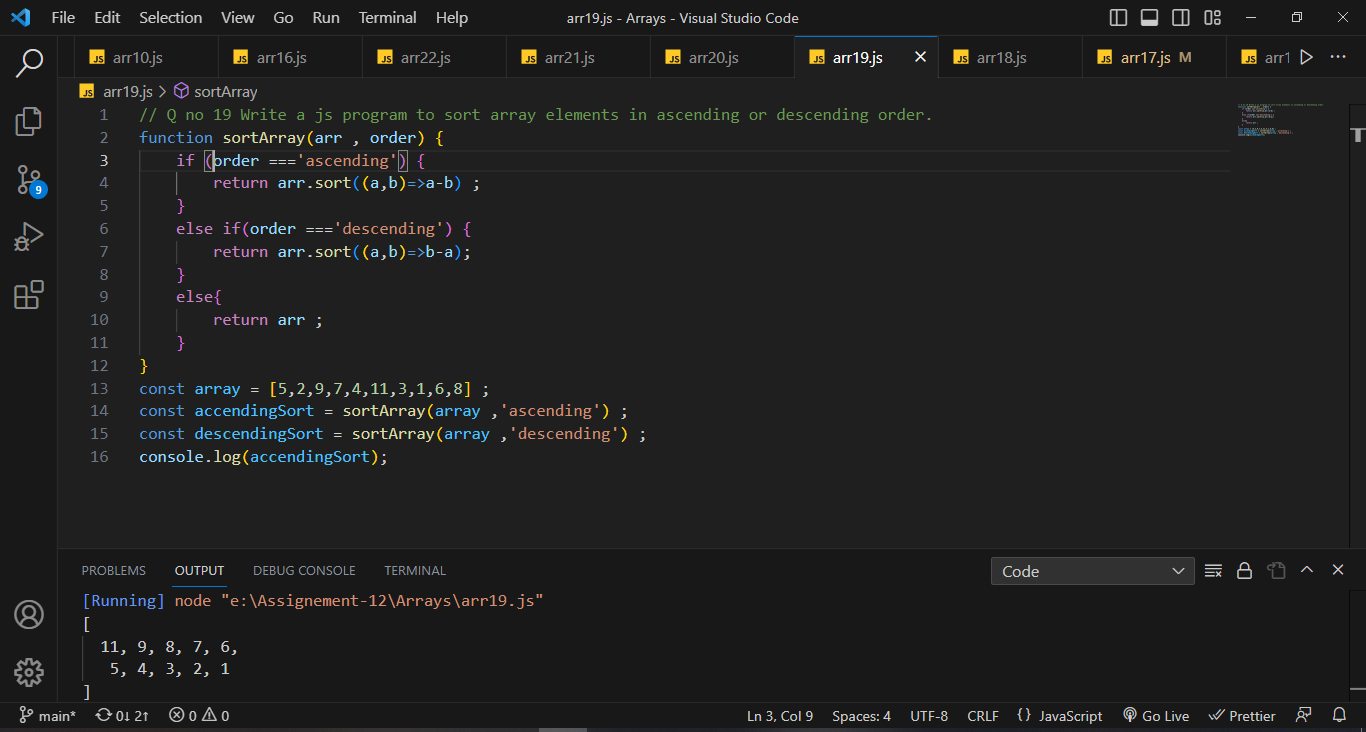 File Edit Selection View Go Run Terminal Help arr19.js - Arrays - Visual Studio Code
JS arr10.js JS arr16.js JS arr22.js JS arr21.js JS arr20.js JS arr19.js JS arr18.js JS arr17.js M JS arr1
JS arr19.js > sortArray
1 // Q no 19 Write a js program to sort array elements in ascending or descending order.
2 function sortArray(arr , order) {
3 if (order ==='ascending') {
4 return arr.sort((a,b)=>a-b) ;
5 }
6 else if(order ==='descending') {
7 return arr.sort((a,b)=>b-a);
8 }
9 else{
10 return arr ;
11 }
12 }
13 const array = [5,2,9,7,4,11,3,1,6,8] ;
14 const accendingSort = sortArray(array ,'ascending') ;
15 const descendingSort = sortArray(array ,'descending') ;
16 console.log(accendingSort);
9
PROBLEMS OUTPUT DEBUG CONSOLE TERMINAL Code
[Running] node "e:\Assignement-12\Arrays\arr19.js"
[
11, 9, 8, 7, 6,
5, 4, 3, 2, 1
]
main* 0↓ 2↑ 0 0 Ln 3, Col 9 Spaces: 4 UTF-8 CRLF {} JavaScript Go Live Prettier